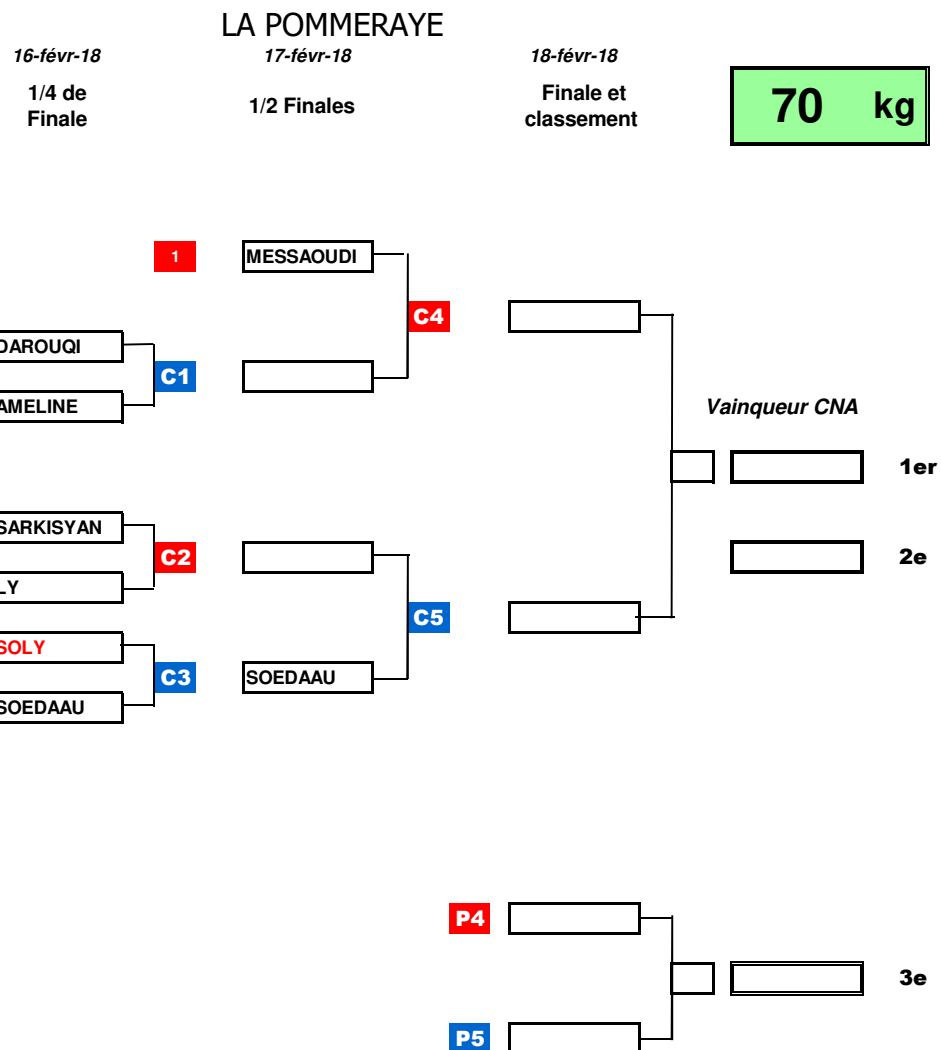 LA POMMERAYE
16-févr-18 17-févr-18 18-févr-18
1/4 de Finale 1/2 Finales Finale et classement 70 kg
1 MESSAOUDI
C4
DAROUQI
C1
AMELINE
Vainqueur CNA
1er
SARKISYAN
C2
2e
LY
C5
SOLY
C3 SOEDAAU
SOEDAAU
P4
3e
P5